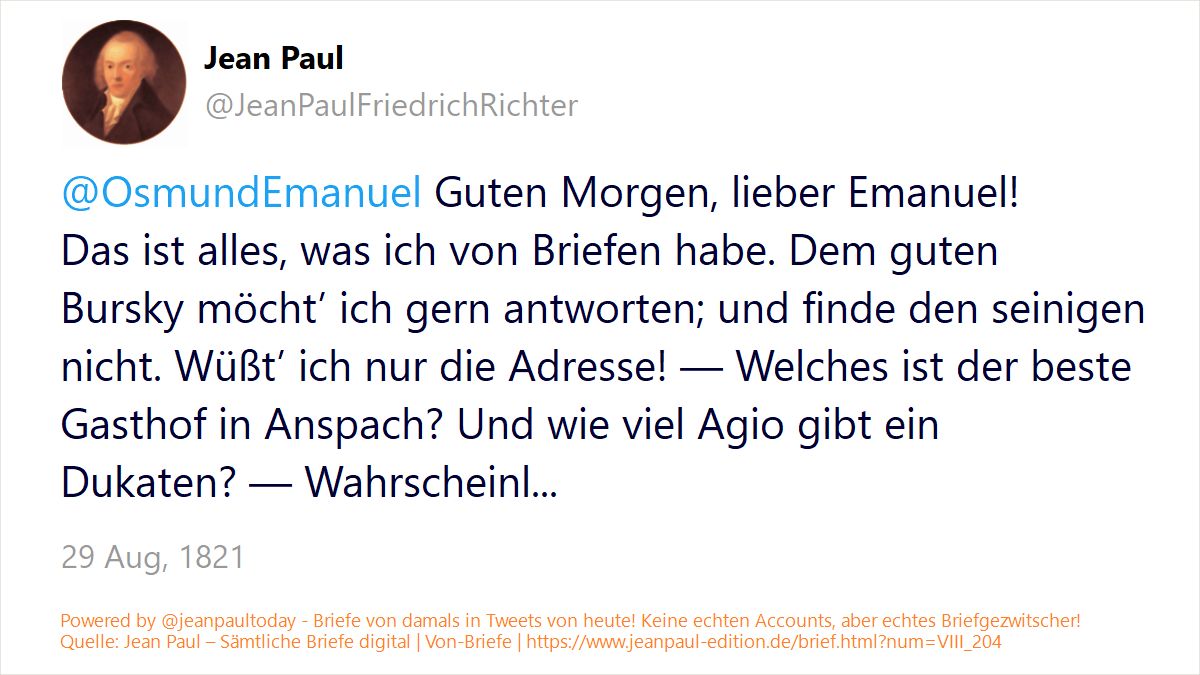 Jean Paul
@JeanPaulFriedrichRichter
@OsmundEmanuel Guten Morgen, lieber Emanuel!
Das ist alles, was ich von Briefen habe. Dem guten
Bursky möcht’ ich gern antworten; und finde den seinigen
nicht. Wüßt’ ich nur die Adresse! — Welches ist der beste
Gasthof in Anspach? Und wie viel Agio gibt ein
Dukaten? — Wahrscheinl...
29 Aug, 1821
Powered by @jeanpaultoday - Briefe von damals in Tweets von heute! Keine echten Accounts, aber echtes Briefgezwitscher!
Quelle: Jean Paul – Sämtliche Briefe digital | Von-Briefe | https://www.jeanpaul-edition.de/brief.html?num=VIII_204